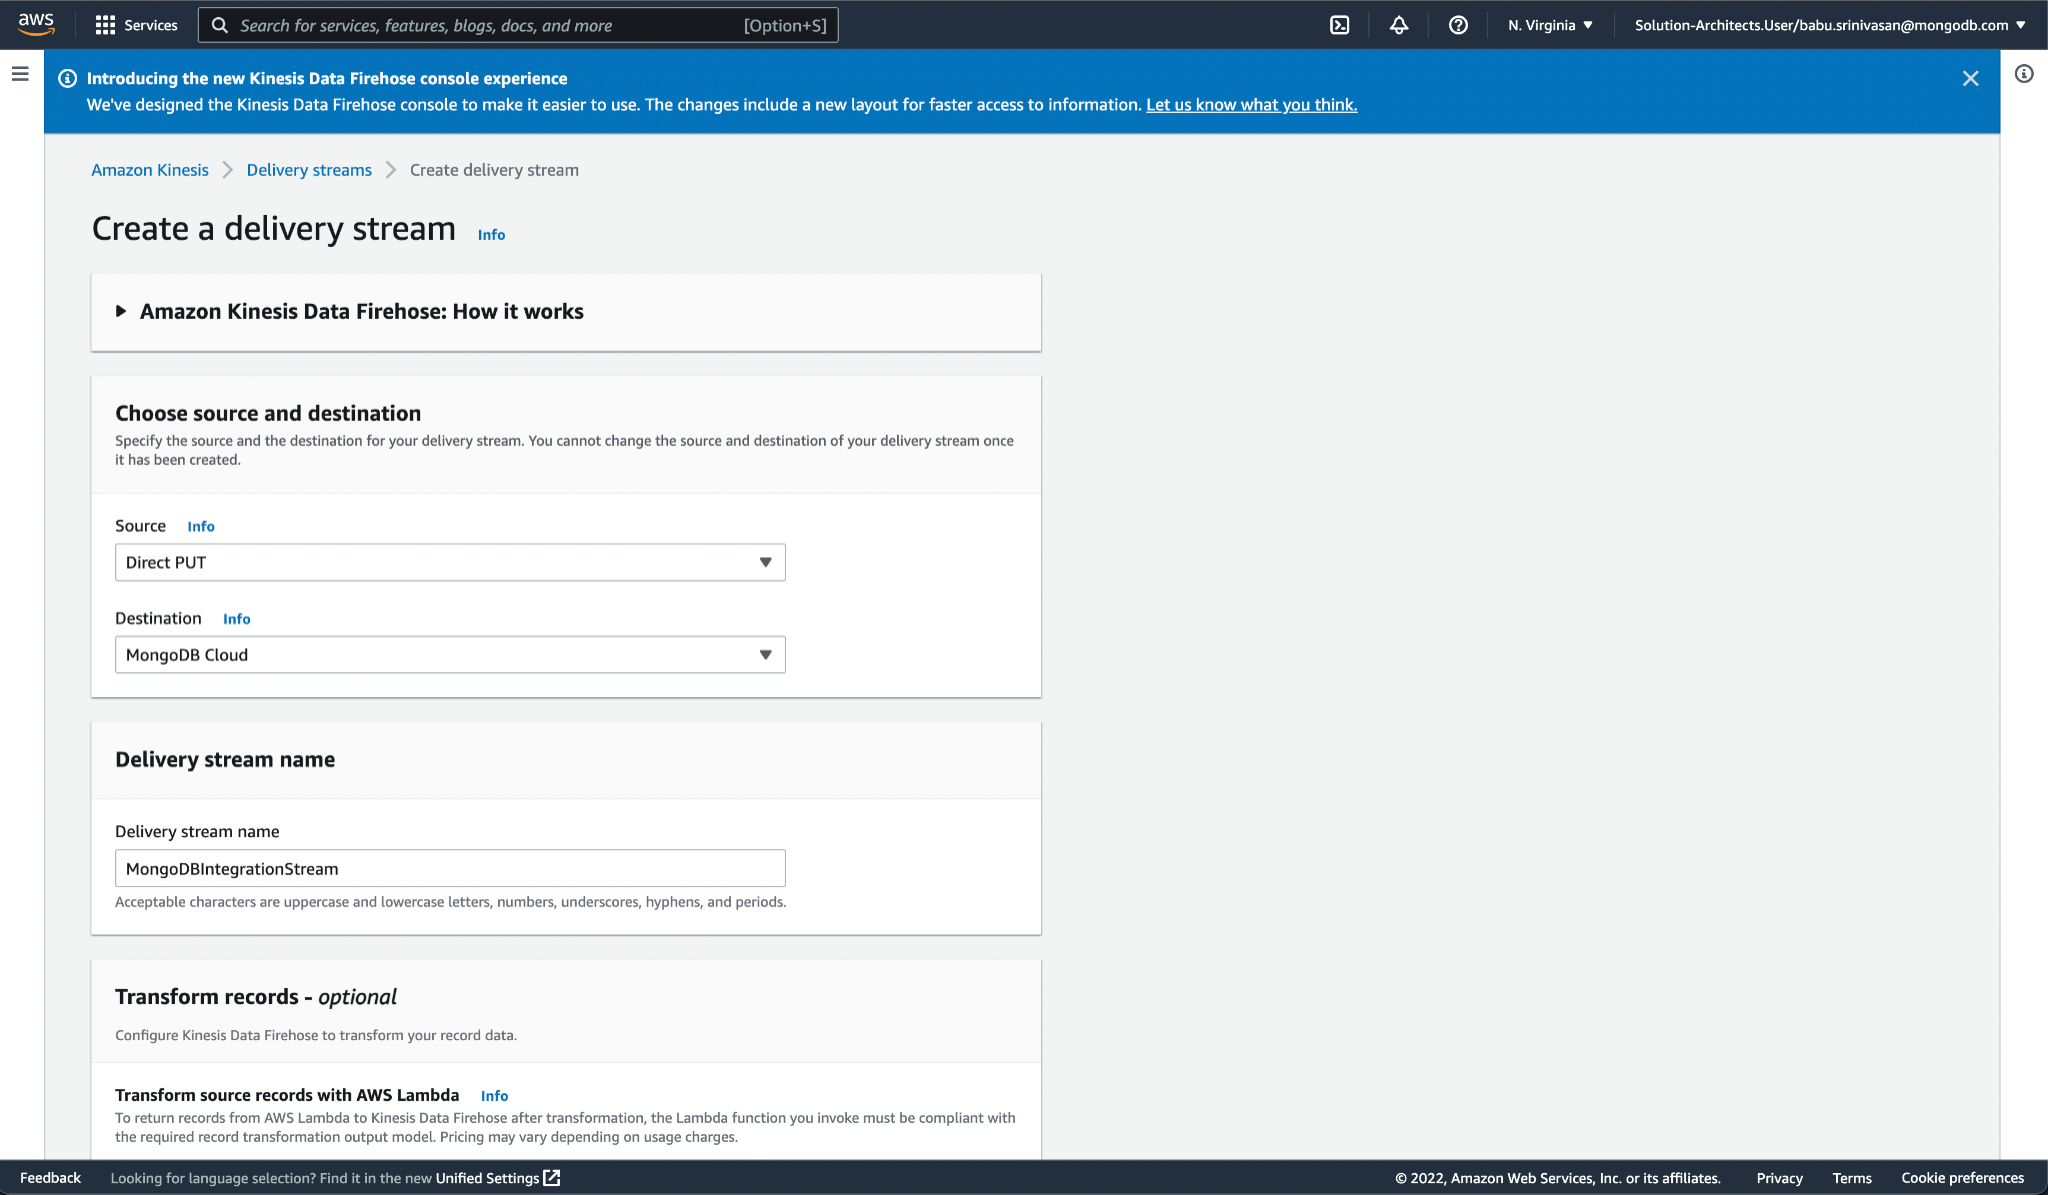 aws
Services
Search for services, features, blogs, docs, and more [Option+S]
N. Virginia
Solution-Architects.User/babu.srinivasan@mongodb.com
Introducing the new Kinesis Data Firehose console experience
We've designed the Kinesis Data Firehose console to make it easier to use. The changes include a new layout for faster access to information. Let us know what you think.
Amazon Kinesis
Delivery streams
Create delivery stream
Create a delivery stream Info
Amazon Kinesis Data Firehose: How it works
Choose source and destination
Specify the source and the destination for your delivery stream. You cannot change the source and destination of your delivery stream once
it has been created.
Source Info
Direct PUT
Destination Info
MongoDB Cloud
Delivery stream name
Delivery stream name
MongoDBIntegrationStream
Acceptable characters are uppercase and lowercase letters, numbers, underscores, hyphens, and periods.
Transform records - optional
Configure Kinesis Data Firehose to transform your record data.
Transform source records with AWS Lambda Info
To return records from AWS Lambda to Kinesis Data Firehose after transformation, the Lambda function you invoke must be compliant with
the required record transformation output model. Pricing may vary depending on usage charges.
Feedback
Looking for language selection? Find it in the new Unified Settings
© 2022, Amazon Web Services, Inc. or its affiliates.
Privacy
Terms
Cookie preferences